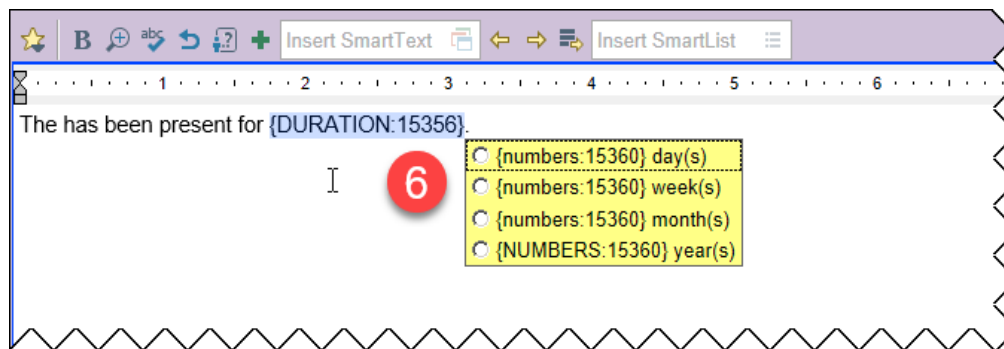 B abc Insert SmartText Insert SmartList
1 2 3 4 5 6
The has been present for {DURATION:15356}.
6
{numbers:15360} day(s)
{numbers:15360} week(s)
{numbers:15360} month(s)
{NUMBERS:15360} year(s)